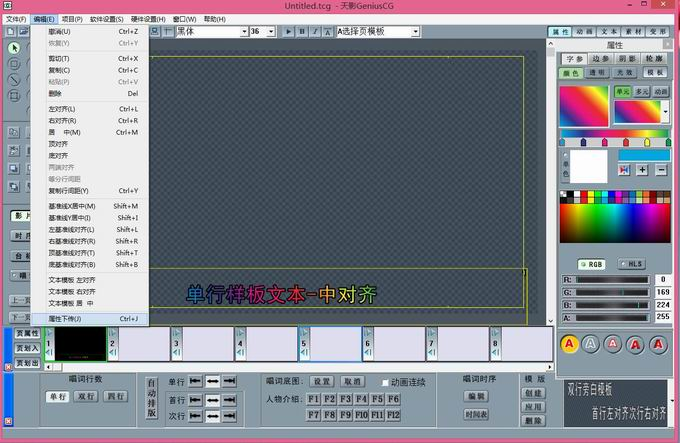 Untitled.tcg - 天影GeniusCG
文件(F) 编辑(E) 项目(P) 软件设置(S) 硬件设置(H) 窗口(W) 帮助(H)
撤消(U) Ctrl+Z
恢复(Y) Ctrl+Y
剪切(T) Ctrl+X
复制(C) Ctrl+C
粘贴(P) Ctrl+V
删除 Del
左对齐(L) Ctrl+L
右对齐(R) Ctrl+R
居 中(M) Ctrl+M
顶对齐
底对齐
两端对齐
等分行间距
复制行间距(Y) Ctrl+Y
基准线X居中(M) Shift+M
基准线Y居中(I) Shift+I
左基准线对齐(L) Shift+L
右基准线对齐(R) Shift+R
顶基准线对齐(T) Shift+T
底基准线对齐(B) Shift+B
文本模板 左对齐
文本模板 右对齐
文本模板 居 中
属性下传(J) Ctrl+J
黑体 36 A选择页模板
属性 动画 文本 素材 变形
属性
字参 边参 阴影 轮廓
颜色 透明 光效 模板
单元 多元 动画
单色
RGB HLS
R: 0
G: 169
B: 224
A: 255
A A A A A
双行旁白模板
首行左对齐次行右对齐
单行样板文本-中对齐
影片
时序
台标
唱
上一页
下一页
页属性
页划入
页划出
1 2 3 4 5 6 7 8
唱词行数
单行 双行 四行
自动排版
单行
首行
次行
唱词底图: 设置 取消 动画连续
人物介绍: F1 F2 F3 F4 F5 F6
F7 F8 F9 F10 F11 F12
唱词时序
编辑
时间表
模 版
创建
应用
删除